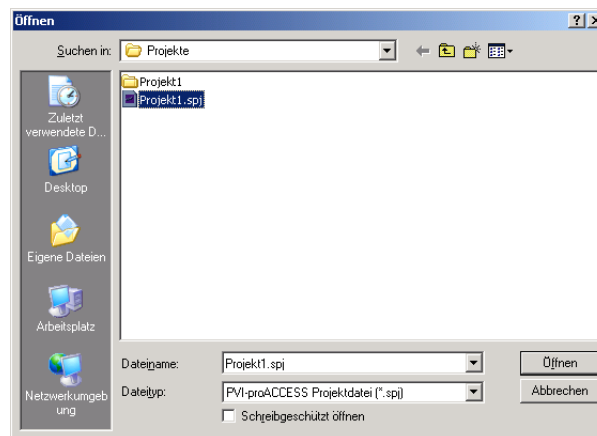 Öffnen
Suchen in:
Projekte
Projekt1
Projekt1.spj
Zuletzt
verwendete D...
Desktop
Eigene Dateien
Arbeitsplatz
Netzwerkumgeb
ung
Dateiname:
Projekt1.spj
Öffnen
Dateityp:
PVI-proACCESS Projektdatei (*.spj)
Abbrechen
Schreibgeschützt öffnen